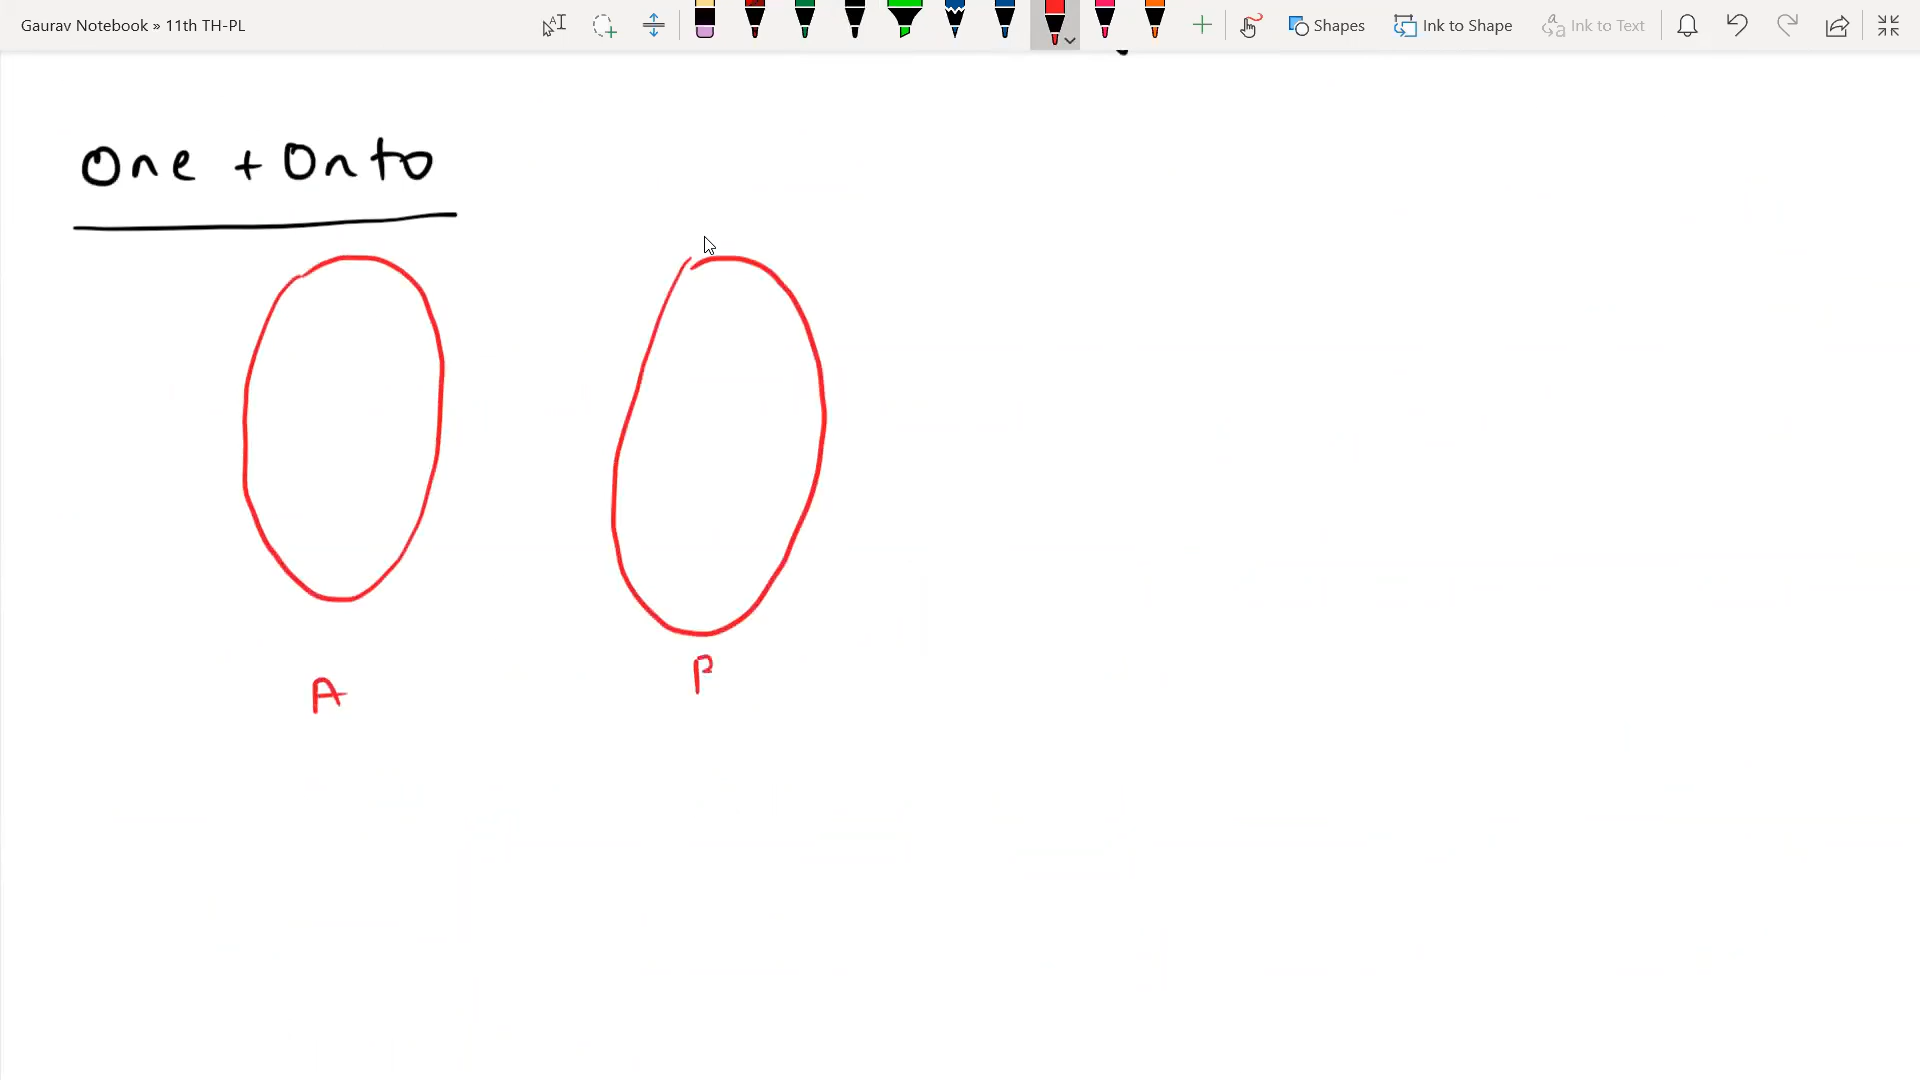 Gaurav Notebook » 11th TH-PL
Shapes
Ink to Shape
Ink to Text
One + Onto
A
P